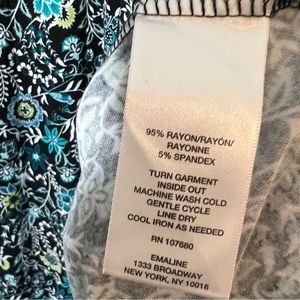 95% RAYON/RAYÓN/
RAYONNE
5% SPANDEX
TURN GARMENT
INSIDE OUT
MACHINE WASH COLD
GENTLE CYCLE
LINE DRY
COOL IRON AS NEEDED
RN 107680
EMALINE
1333 BROADWAY
NEW YORK, NY 10018